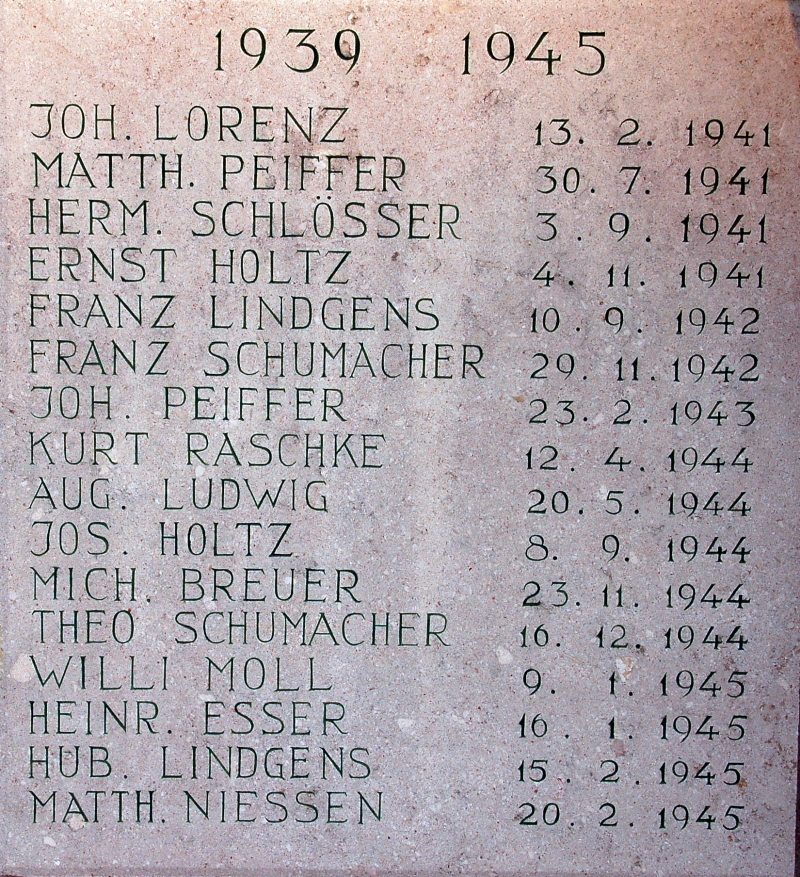 1939 1945
JOH. LORENZ 13. 2. 1941
MATTH. PEIFFER 30. 7. 1941
HERM. SCHLÖSSER 3. 9. 1941
ERNST HOLTZ 4. 11. 1941
FRANZ LINDGENS 10. 9. 1942
FRANZ SCHUMACHER 29. 11. 1942
JOH. PEIFFER 23. 2. 1943
KURT RASCHKE 12. 4. 1944
AUG. LUDWIG 20. 5. 1944
JOS. HOLTZ 8. 9. 1944
MICH. BREUER 23. 11. 1944
THEO SCHUMACHER 16. 12. 1944
WILLI MOLL 9. 1. 1945
HEINR. ESSER 16. 1. 1945
HUB. LINDGENS 15. 2. 1945
MATTH. NIESSEN 20. 2. 1945